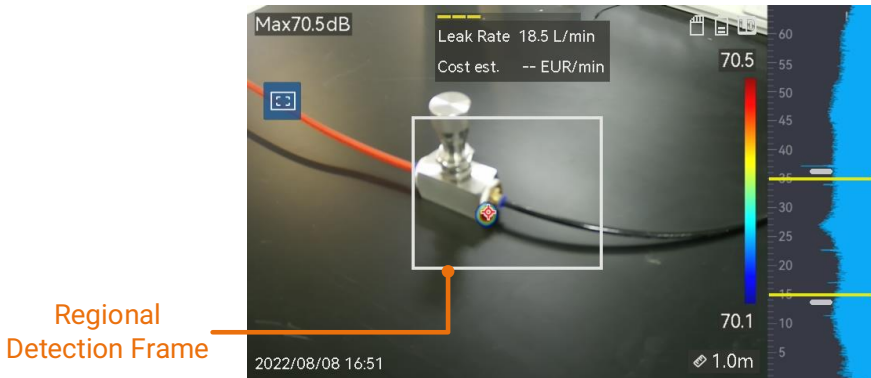 Max70.5dB
Leak Rate 18.5 L/min
Cost est. -- EUR/min
70.5
60
55
50
45
40
35
30
25
20
15
10
5
Regional
Detection Frame
70.1
2022/08/08 16:51
1.0m